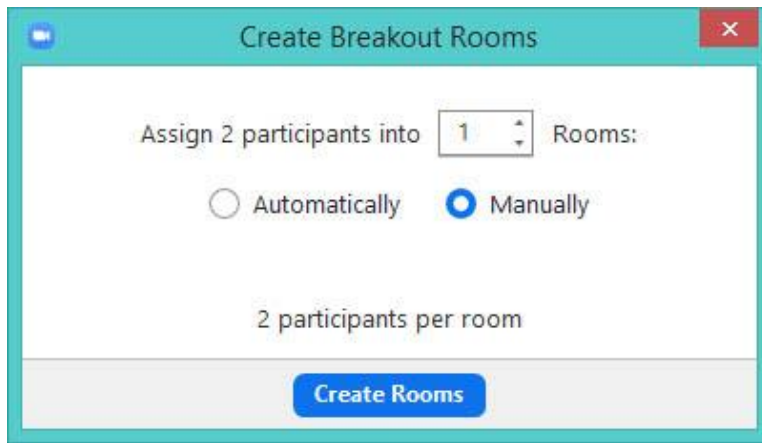 Create Breakout Rooms
Assign 2 participants into 1 Rooms:
Automatically Manually
2 participants per room
Create Rooms